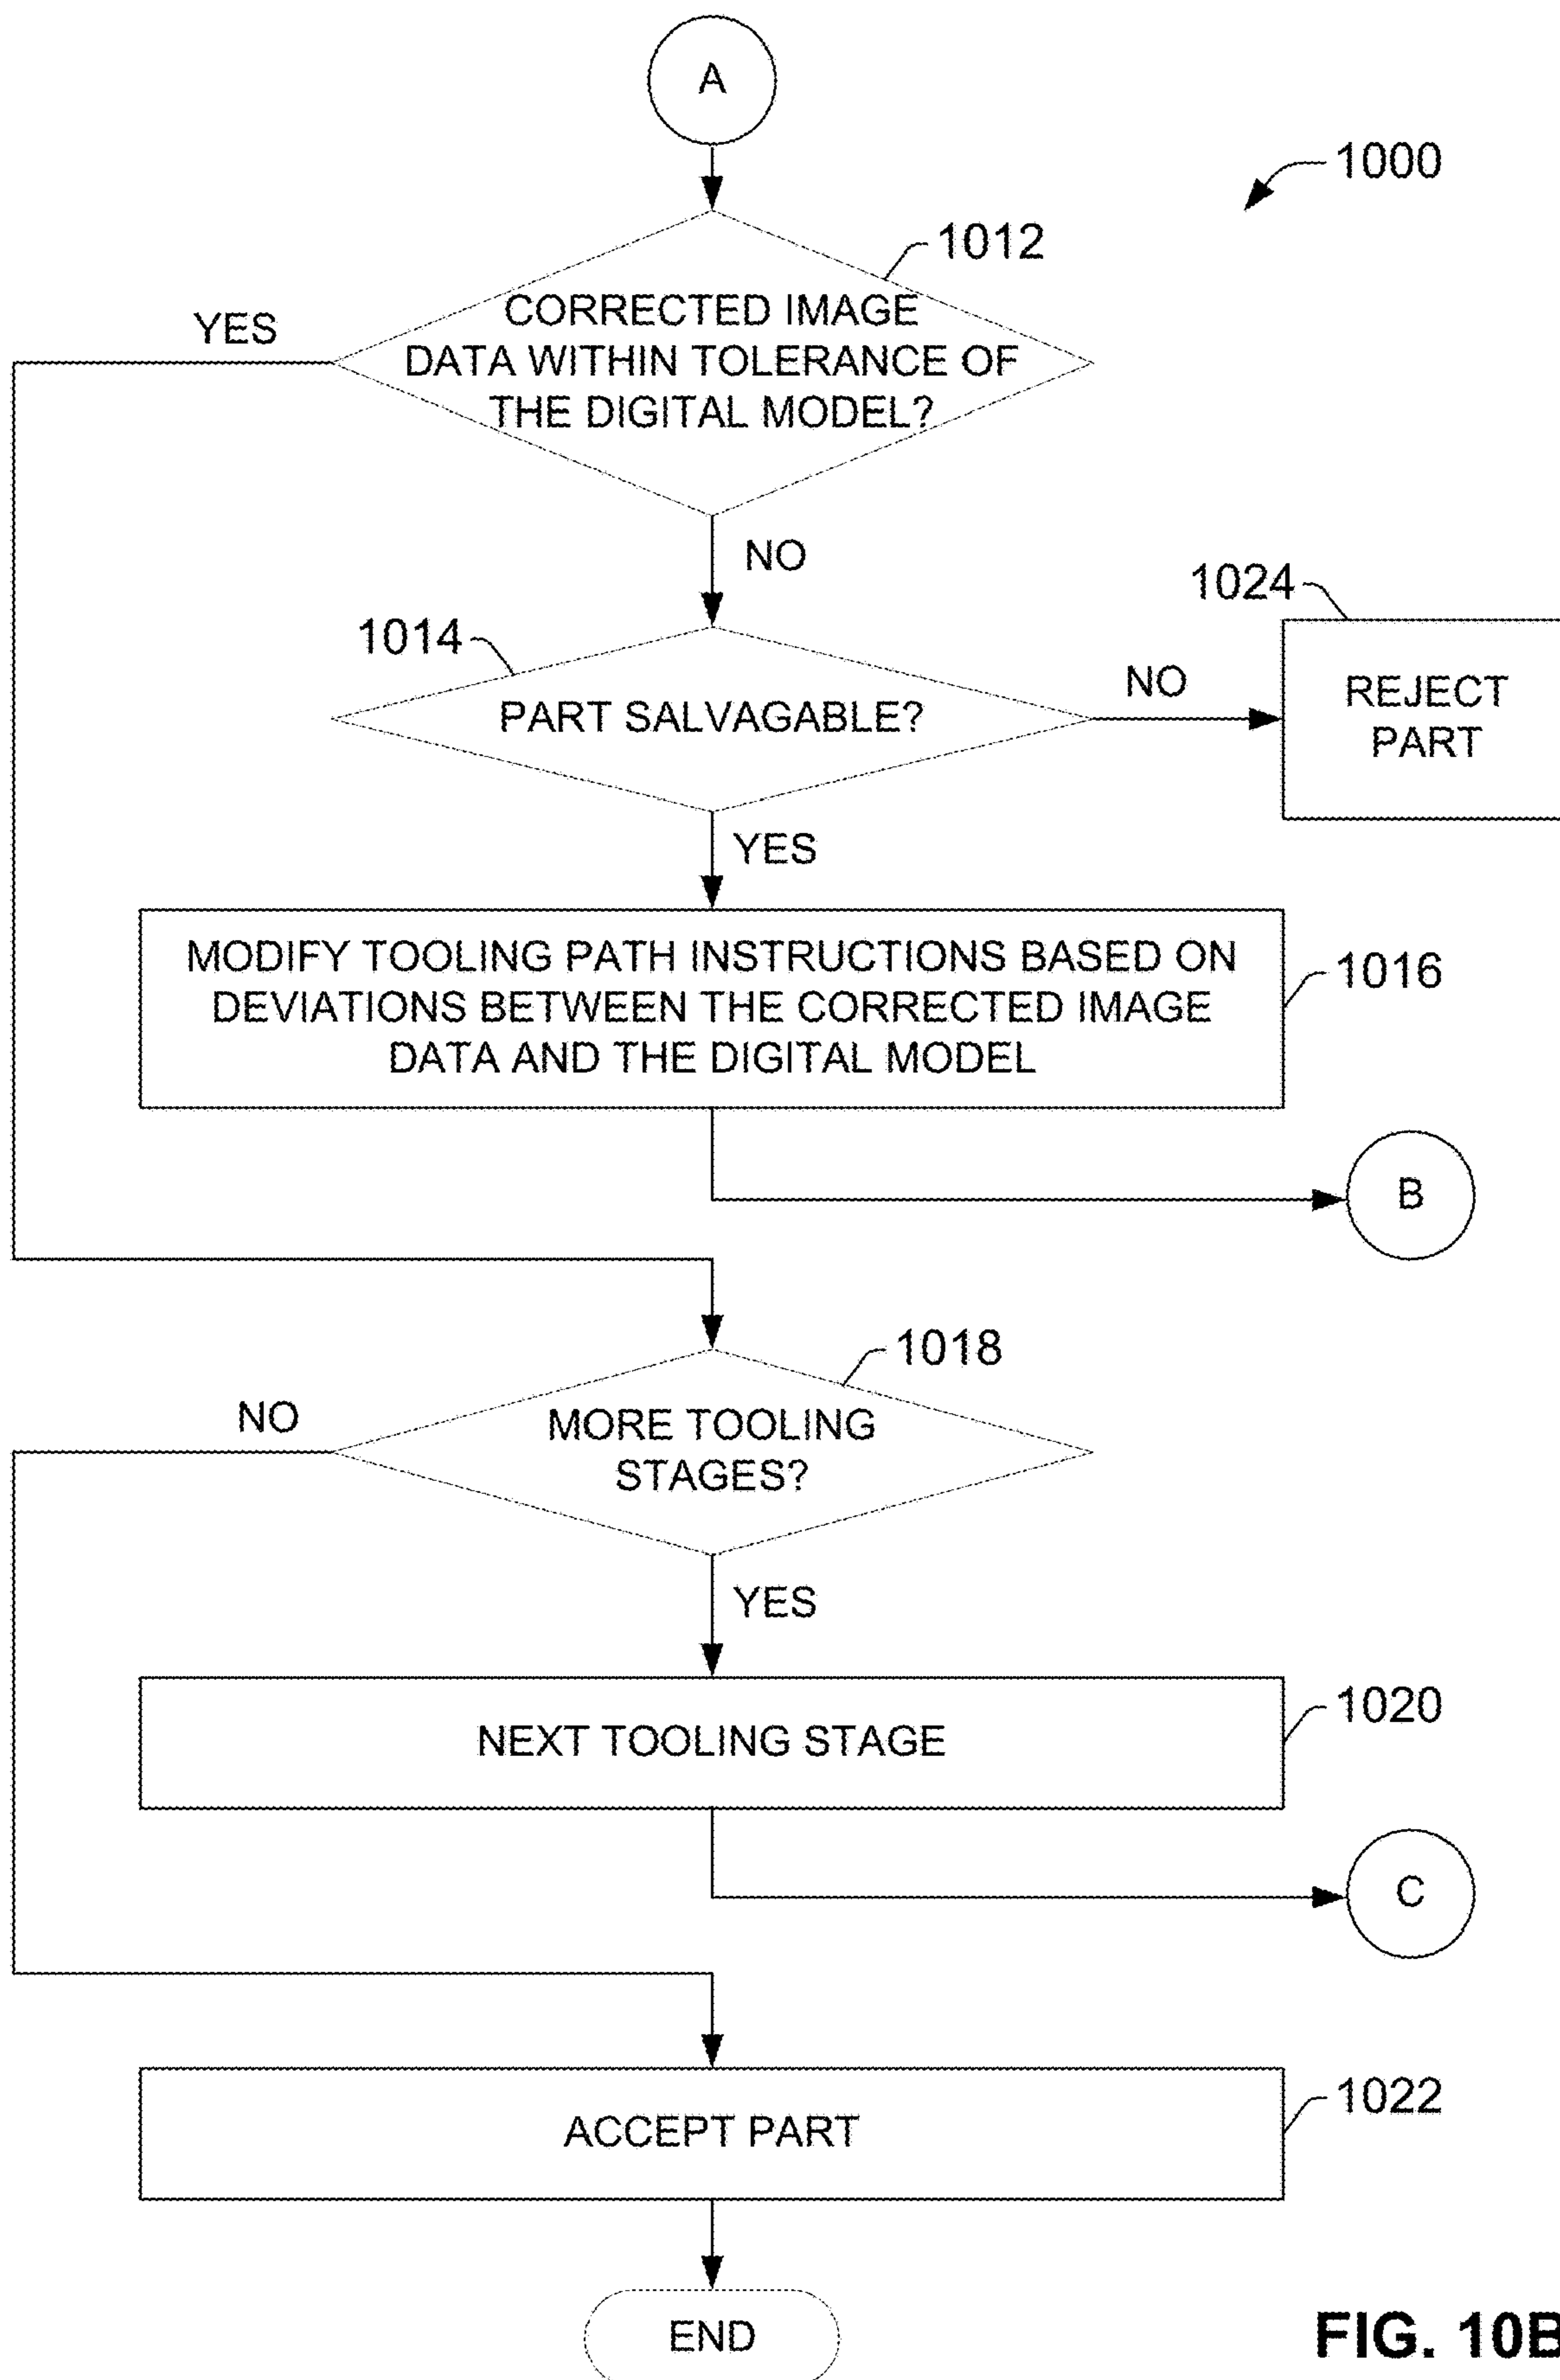 A
1000
1012
CORRECTED IMAGE
DATA WITHIN TOLERANCE OF
THE DIGITAL MODEL?
YES
NO
1014
PART SALVAGABLE?
NO
1024
REJECT
PART
YES
MODIFY TOOLING PATH INSTRUCTIONS BASED ON
DEVIATIONS BETWEEN THE CORRECTED IMAGE
DATA AND THE DIGITAL MODEL
1016
B
1018
MORE TOOLING
STAGES?
NO
YES
NEXT TOOLING STAGE
1020
C
ACCEPT PART
1022
END
FIG. 10B